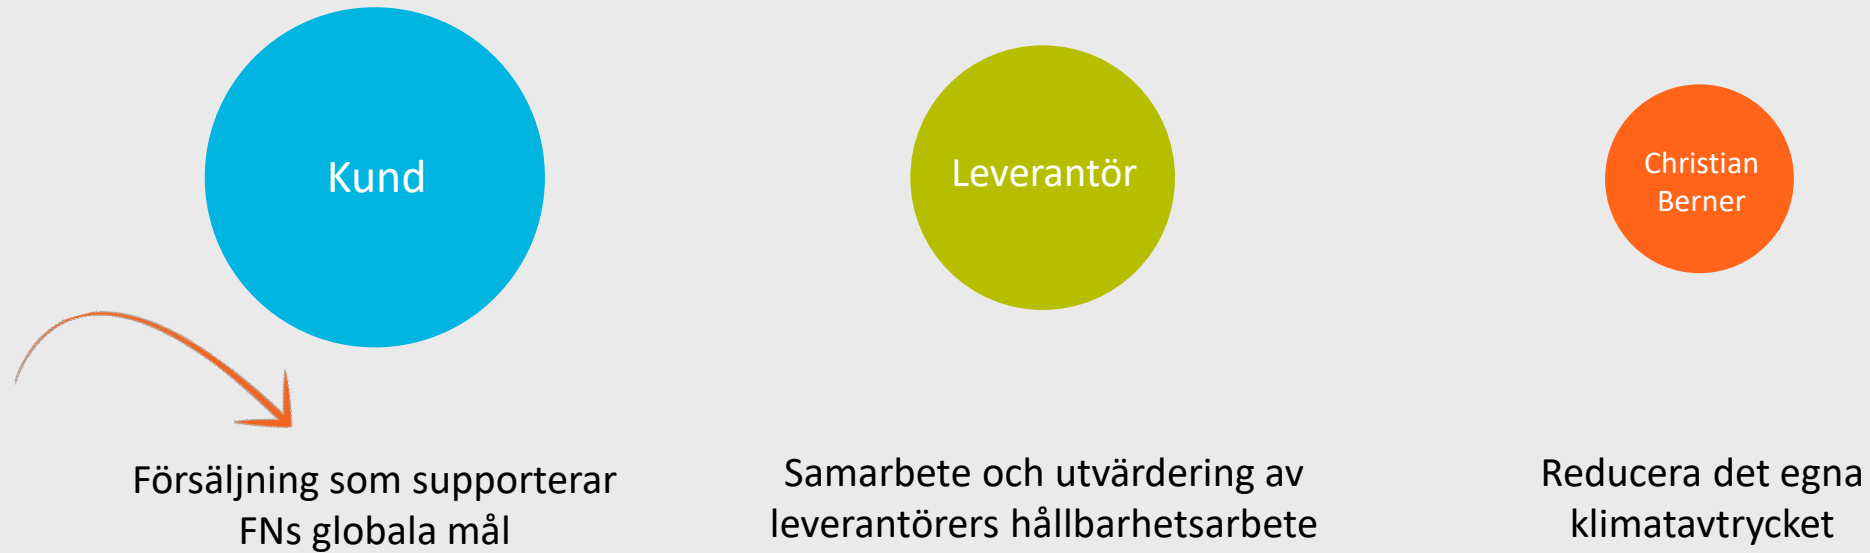 Kund
Leverantör
Christian
Berner
Försäljning som supporterar
FNs globala mål
Samarbete och utvärdering av
leverantörers hållbarhetsarbete
Reducera det egna
klimatavtrycket